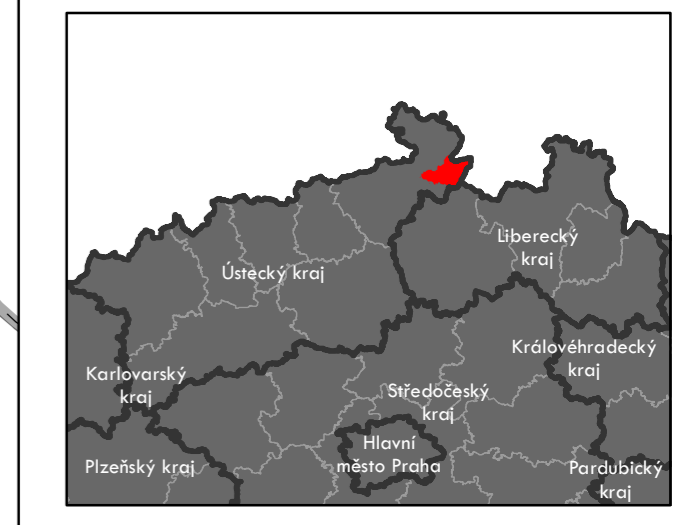 Liberecký
kraj
Ústecký kraj
Královéhradecký
kraj
Karlovarský
kraj
Středočeský
kraj
Hlavní
město Praha
Plzeňský kraj
Pardubický
kraj